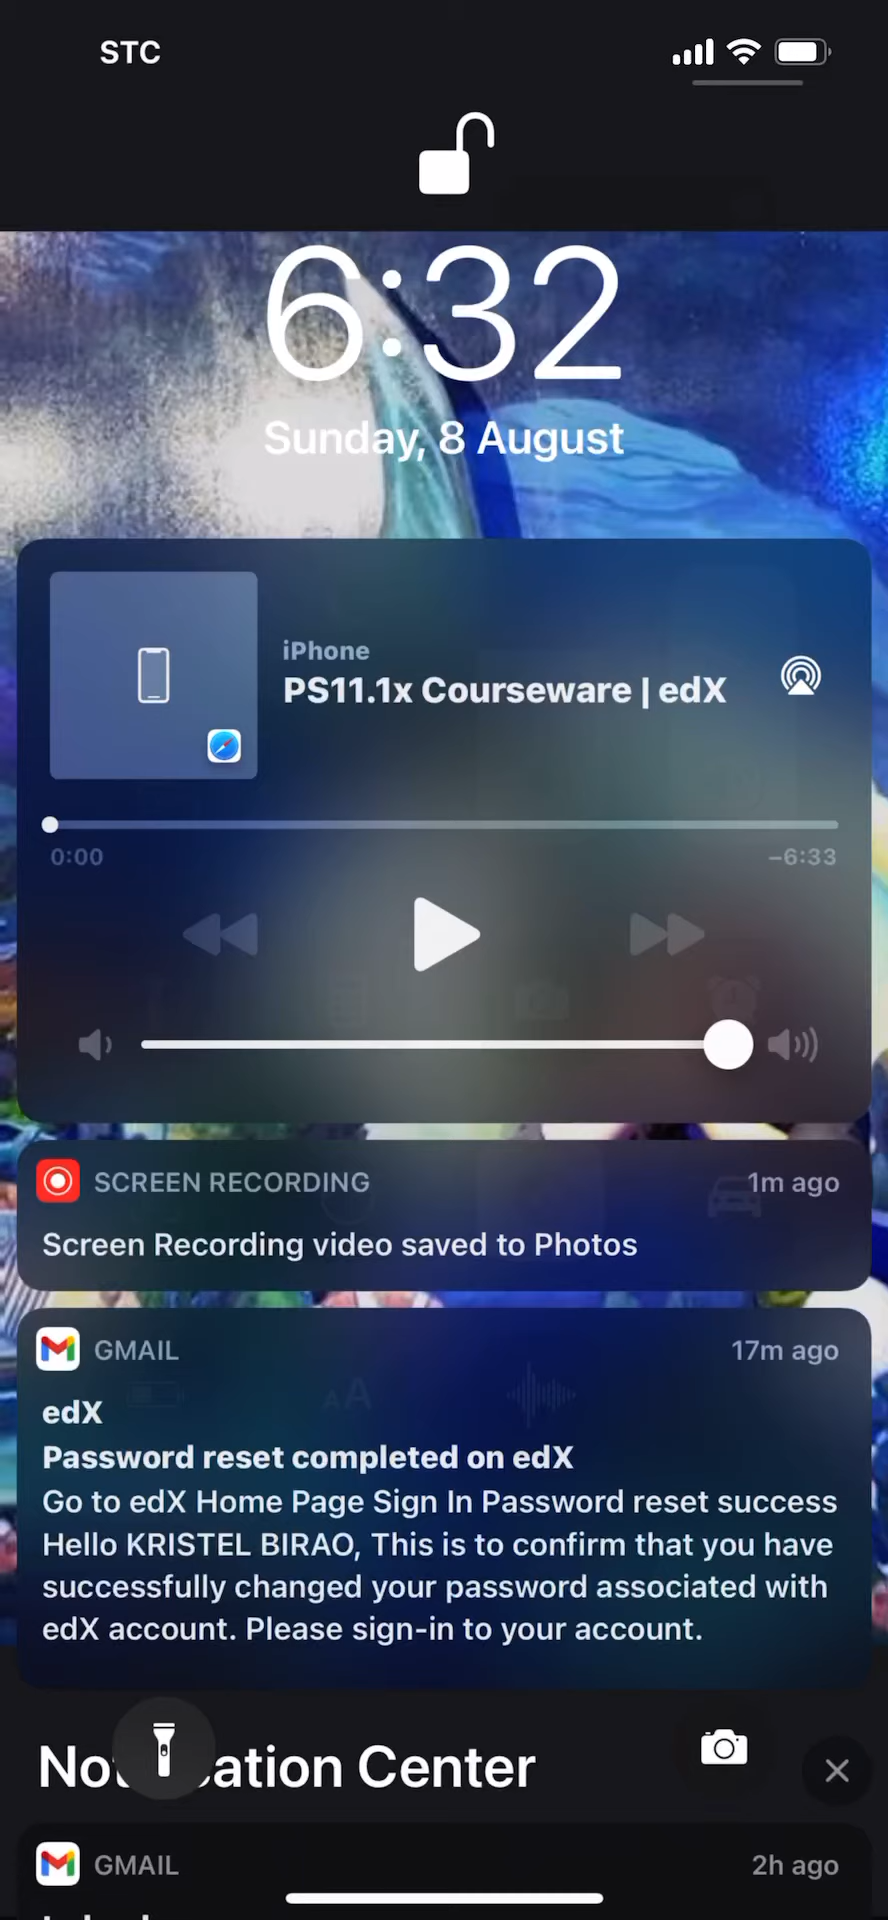 STC
6:32
Sunday, 8 August
iPhone
PS11.1x Courseware | edX
0:00
−6:33
SCREEN RECORDING
1m ago
Screen Recording video saved to Photos
GMAIL
17m ago
edX
Password reset completed on edX
Go to edX Home Page Sign In Password reset success
Hello KRISTEL BIRAO, This is to confirm that you have
successfully changed your password associated with
edX account. Please sign-in to your account.
Center
GMAIL
2h ago